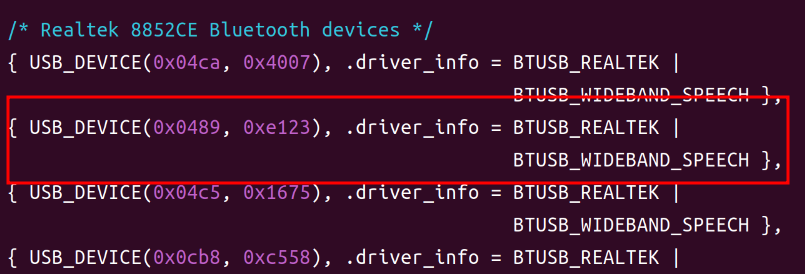 /* Realtek 8852CE Bluetooth devices */
{ USB_DEVICE(0x04ca, 0x4007), .driver_info = BTUSB_REALTEK |
BTUSB_WIDEBAND_SPEECH },
{ USB_DEVICE(0x0489, 0xe123), .driver_info = BTUSB_REALTEK |
BTUSB_WIDEBAND_SPEECH },
{ USB_DEVICE(0x04c5, 0x1675), .driver_info = BTUSB_REALTEK |
BTUSB_WIDEBAND_SPEECH },
{ USB_DEVICE(0x0cb8, 0xc558), .driver_info = BTUSB_REALTEK |